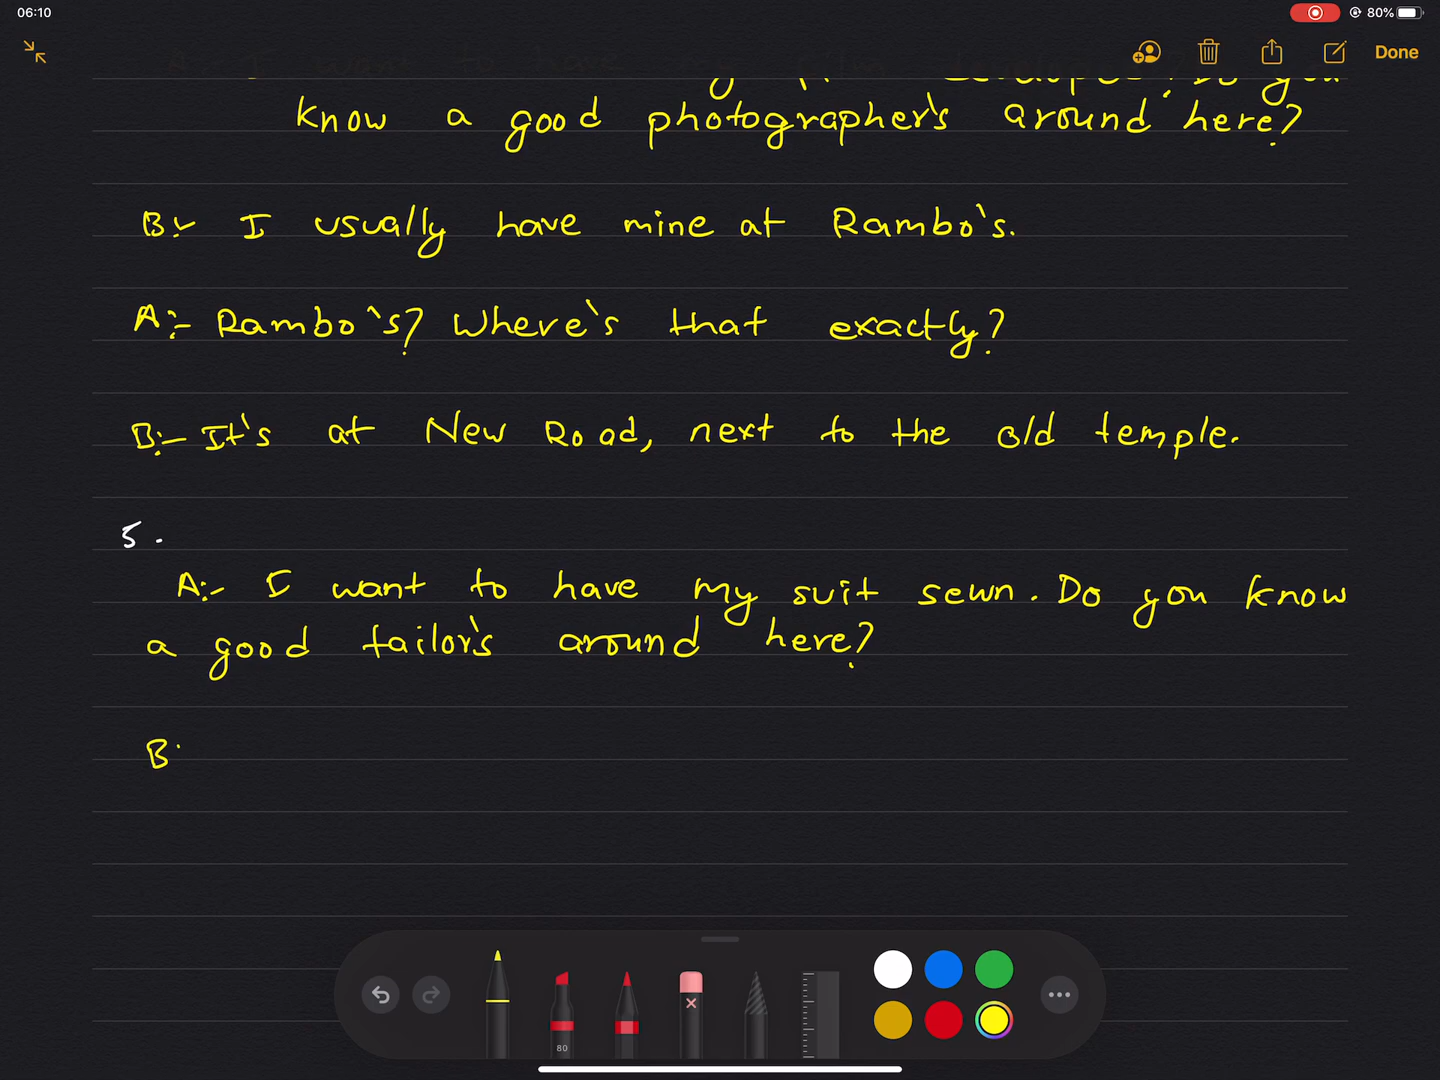 06:10
80%
Done
know a good photographer's around here?
B:- I usually have mine at Rambo's.
A:- Rambo's? Where's that exactly?
B:- It's at New Road, next to the old temple.
5.
A:- I want to have my suit sewn. Do you know
a good tailor's around here?
B:
80